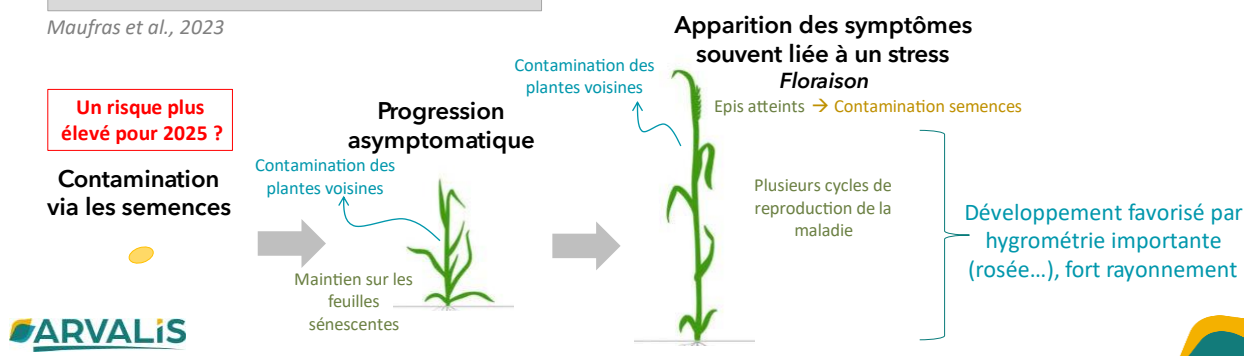 Maufras et al., 2023
Un risque plus
élevé pour 2025 ?
Contamination
via les semences
Contamination des
plantes voisines
Progression
asymptomatique
Maintien sur les
feuilles
sénescentes
Contamination des
plantes voisines
Apparition des symptômes
souvent liée à un stress
Floraison
Epis atteints → Contamination semences
Plusieurs cycles de
reproduction de la
maladie
Développement favorisé par
hygrométrie importante
(rosée...), fort rayonnement
ARVALiS